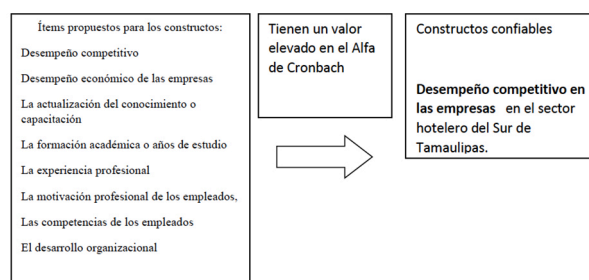 Ítems propuestos para los constructos:
Desempeño competitivo
Desempeño económico de las empresas
La actualización del conocimiento o
capacitación
La formación académica o años de estudio
La experiencia profesional
La motivación profesional de los empleados,
Las competencias de los empleados
El desarrollo organizacional
Tienen un valor
elevado en el Alfa
de Cronbach
Constructos confiables
Desempeño competitivo en
las empresas en el sector
hotelero del Sur de
Tamaulipas.